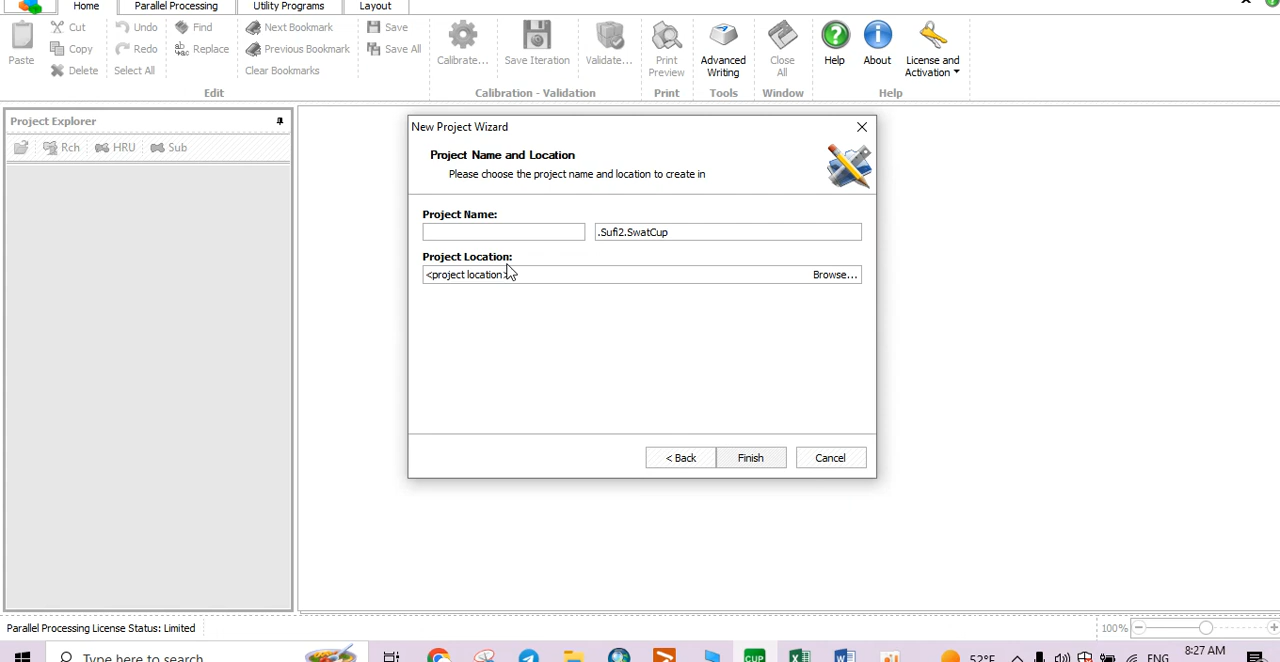 Home Parallel Processing Utility Programs Layout
Cut Undo Find Next Bookmark Save
Paste Copy Redo Replace Previous Bookmark Save All Calibrate... Save Iteration Validate... Print Preview Advanced Writing Close All Help About License and Activation
Delete Select All Clear Bookmarks
Edit Calibration - Validation Print Tools Window Help
Project Explorer
Rch HRU Sub
New Project Wizard
Project Name and Location
Please choose the project name and location to create in
Project Name:
.Sufi2.SwatCup
Project Location:
<project location> Browse...
< Back Finish Cancel
Parallel Processing License Status: Limited 100%
Type here to search CUP 52°F ENG 8:27 AM